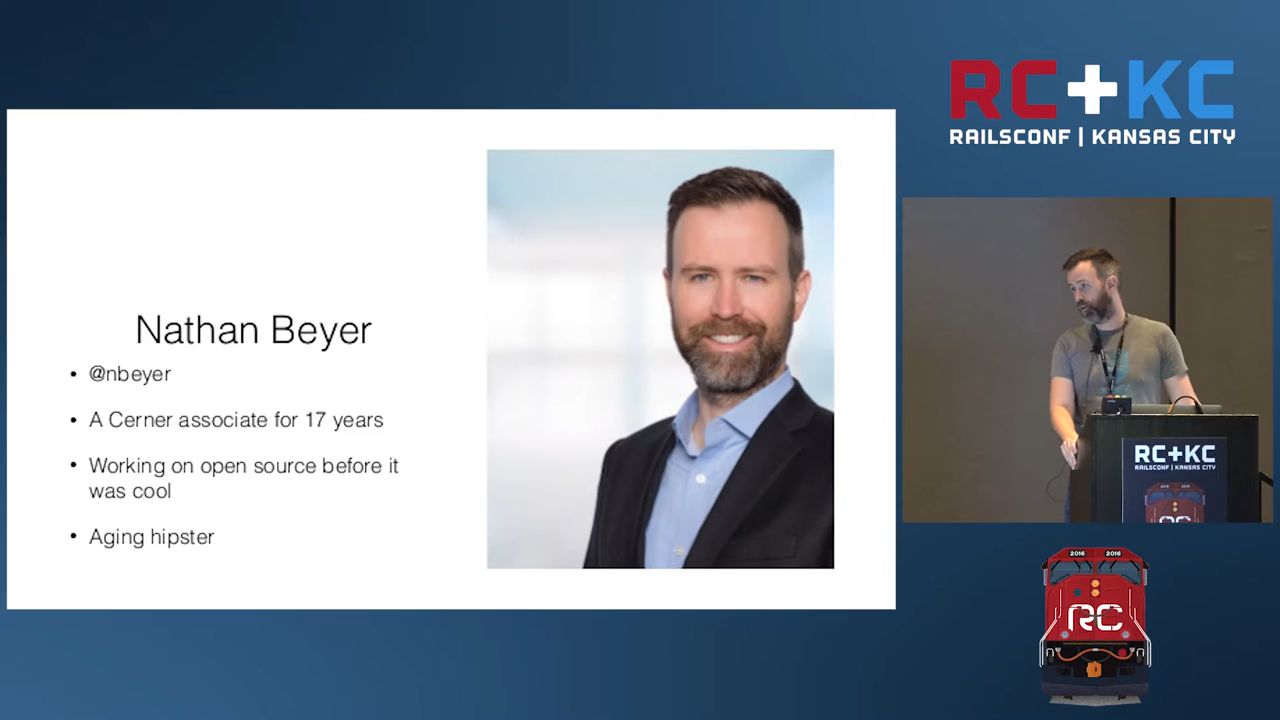 RC+KC
RAILSCONF | KANSAS CITY
Nathan Beyer
• @nbeyer
• A Cerner associate for 17 years
• Working on open source before it
was cool
• Aging hipster
RC+KC
RAILSCONF | KANSAS CITY
RC
2016 2016
RC